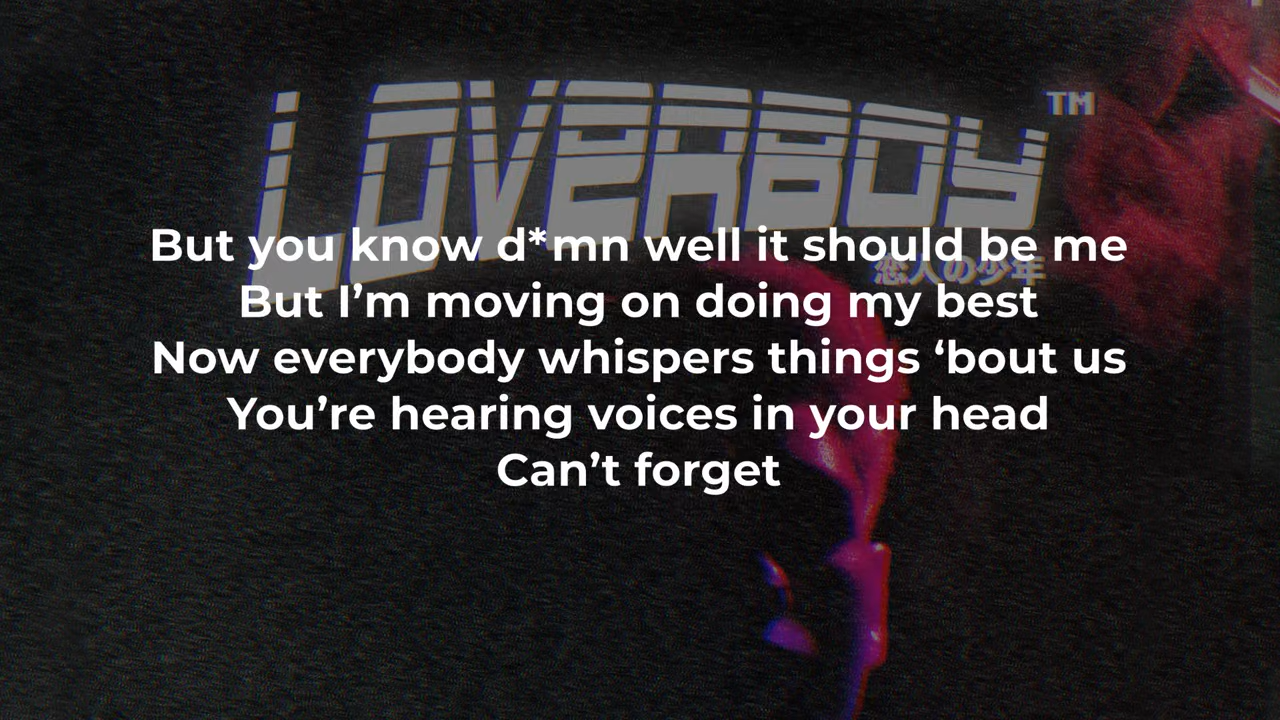 LOVERBOY
TM
恋人の少年
But you know d*mn well it should be me
But I’m moving on doing my best
Now everybody whispers things ‘bout us
You’re hearing voices in your head
Can’t forget